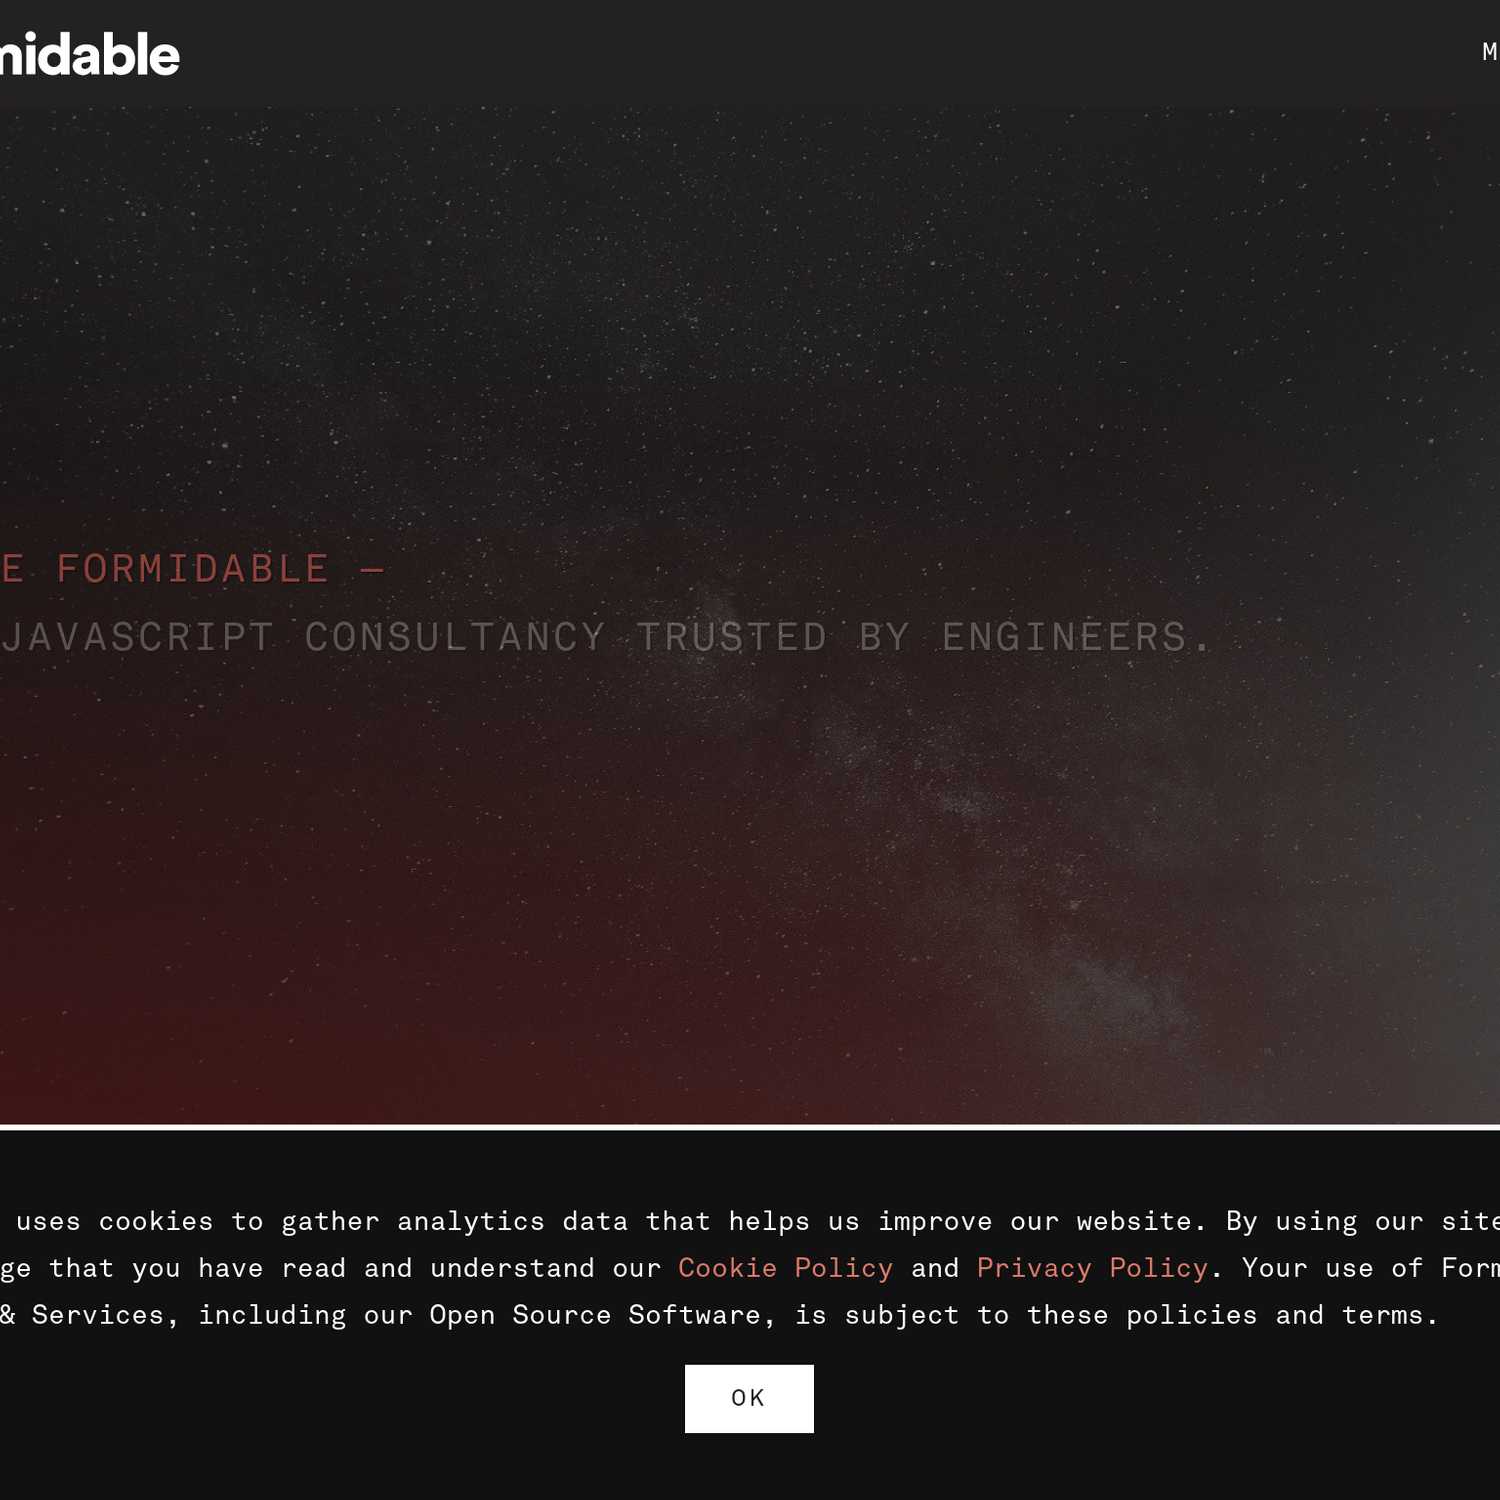 midable
M
E FORMIDABLE —
JAVASCRIPT CONSULTANCY TRUSTED BY ENGINEERS.
uses cookies to gather analytics data that helps us improve our website. By using our site
ge that you have read and understand our Cookie Policy and Privacy Policy. Your use of Form
& Services, including our Open Source Software, is subject to these policies and terms.
OK